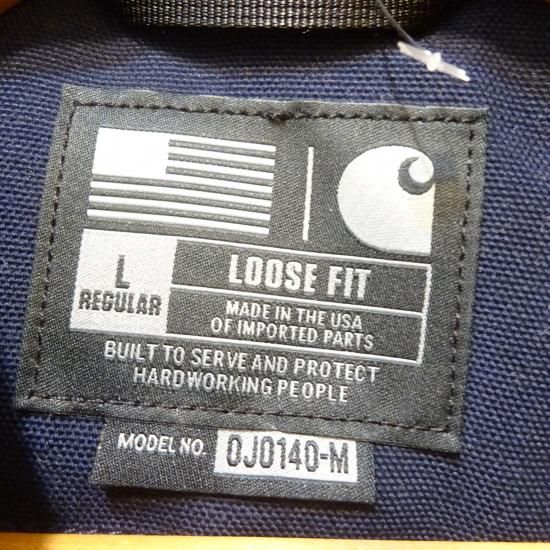 L
REGULAR
LOOSE FIT
MADE IN THE USA
OF IMPORTED PARTS
BUILT TO SERVE AND PROTECT
HARDWORKING PEOPLE
MODEL NO. 0J0140-M